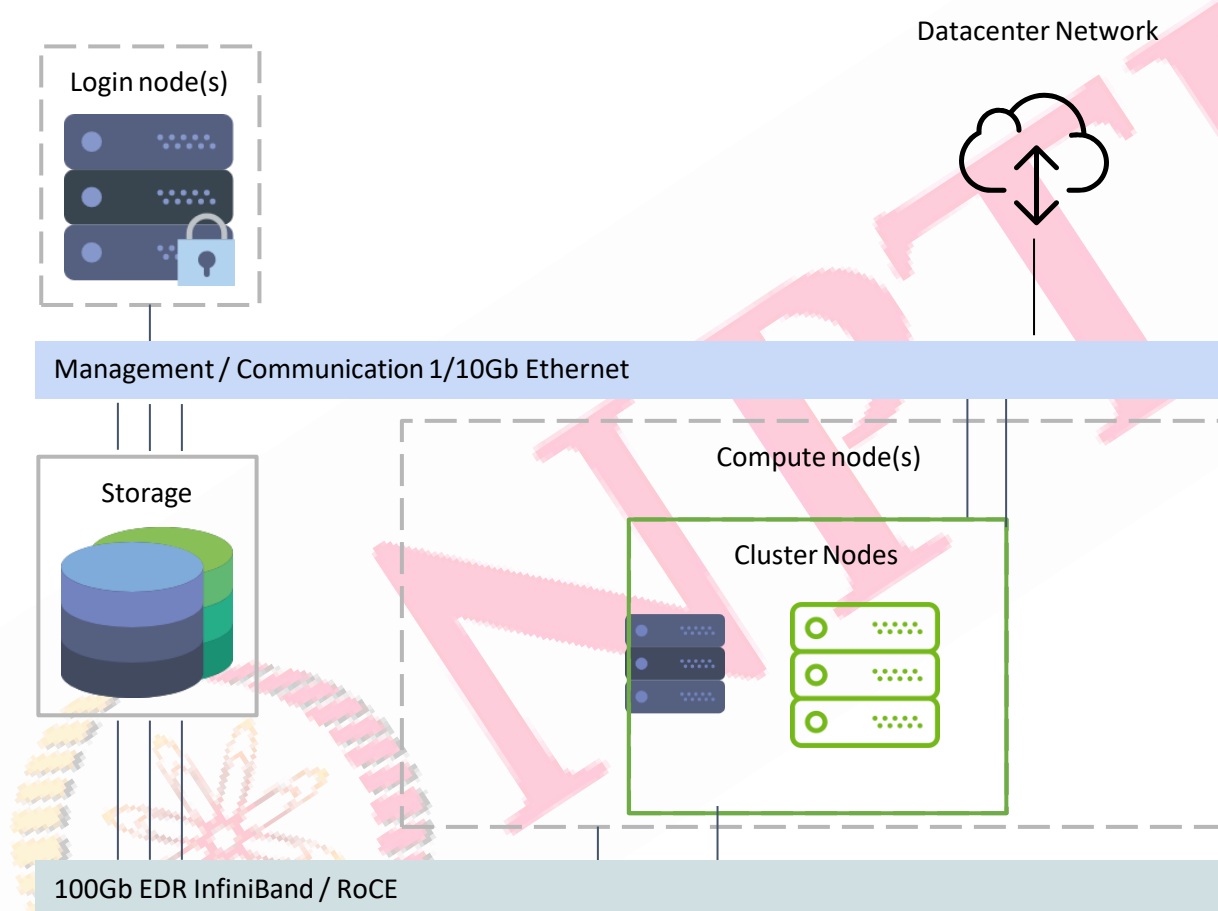 Datacenter Network
Login node(s)
Management / Communication 1/10Gb Ethernet
Compute node(s)
Storage
Cluster Nodes
100Gb EDR InfiniBand / RoCE